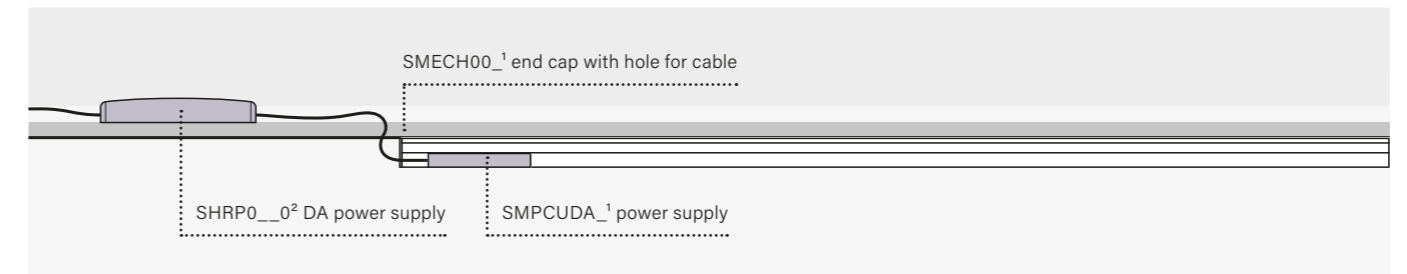 SMECH00_¹ end cap with hole for cable
SHRP0__0² DA power supply
SMPCUDA_¹ power supply